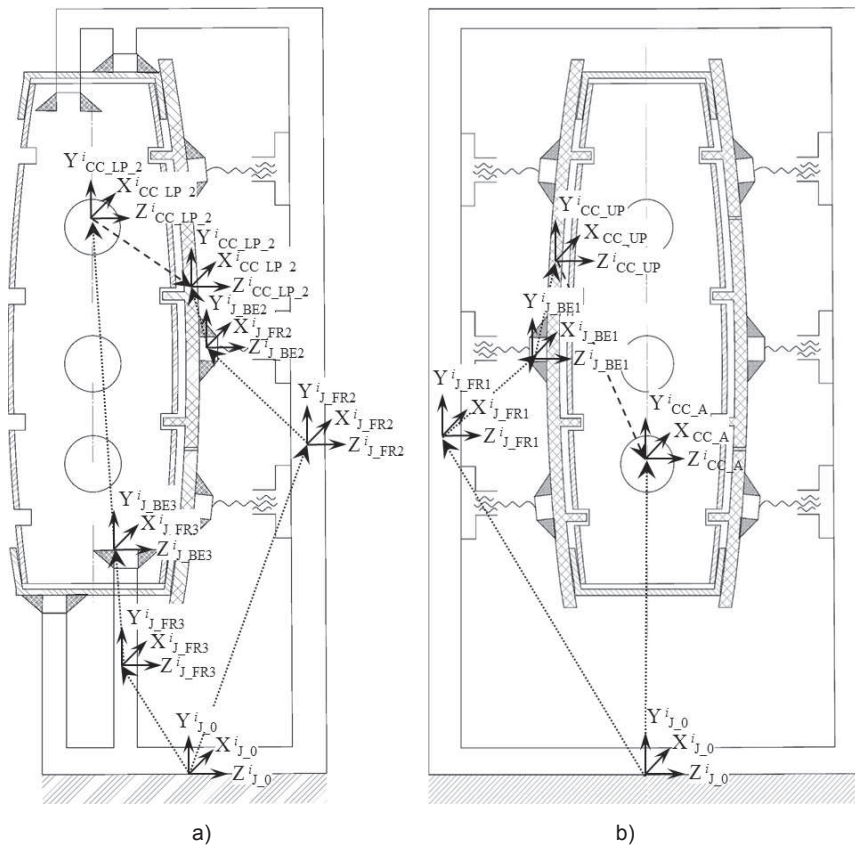 Y^i_CC_LP_2
X^i_CC_LP_2
Z^i_CC_LP_2
Y^i_CC_LP_2
X^i_CC_LP_2
Z^i_CC_LP_2
Y^i_J_BE2
X^i_J_FR2
Z^i_J_BE2
Y^i_J_FR2
X^i_J_FR2
Z^i_J_FR2
Y^i_J_BE3
X^i_J_FR3
Z^i_J_BE3
Y^i_J_FR3
X^i_J_FR3
Z^i_J_FR3
Y^i_J_0
X^i_J_0
Z^i_J_0
a)
Y^i_CC_UP
X_CC_UP
Z^i_CC_UP
Y^i_J_BE1
X^i_J_BE1
Z^i_J_BE1
Y^i_J_FR1
X^i_J_FR1
Z^i_J_FR1
Y^i_CC_A
X_CC_A
Z^i_CC_A
Y^i_J_0
X^i_J_0
Z^i_J_0
b)